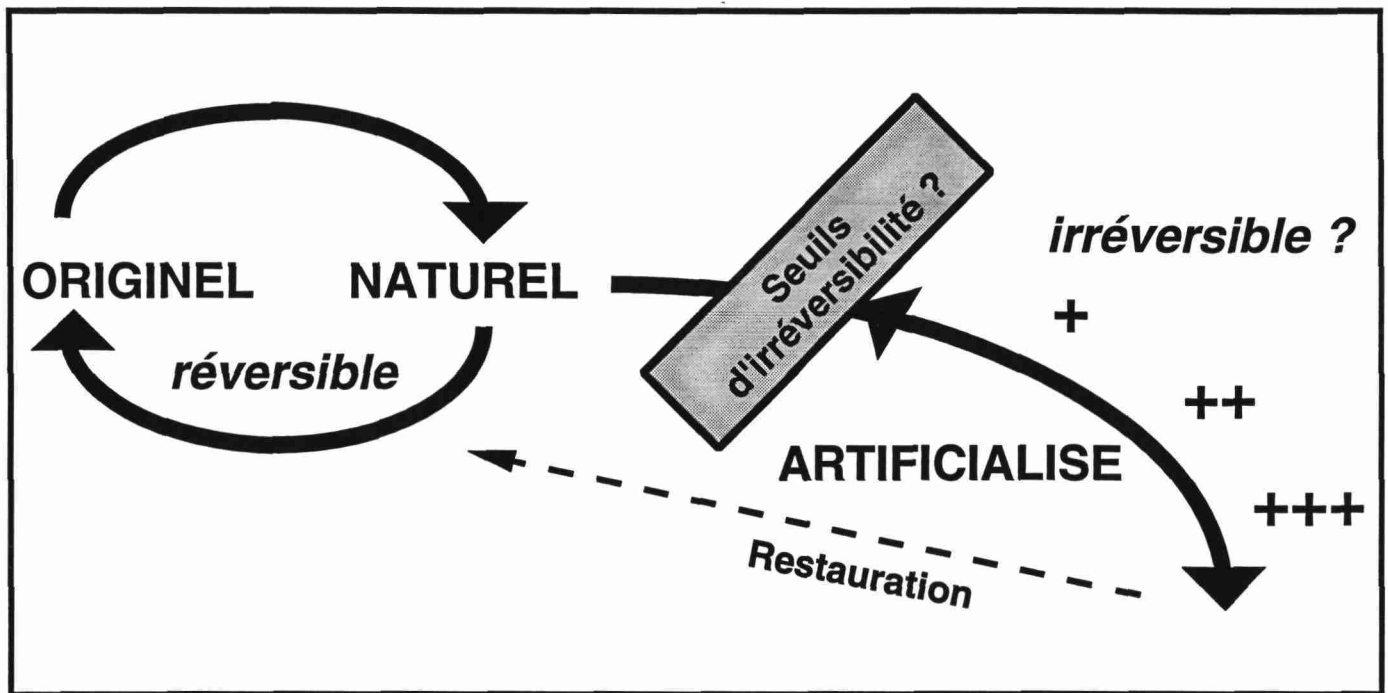 Seuils
d'irréversibilité ?
irréversible ?
ORIGINEL
NATUREL
+
réversible
++
ARTIFICIALISE
+++
Restauration